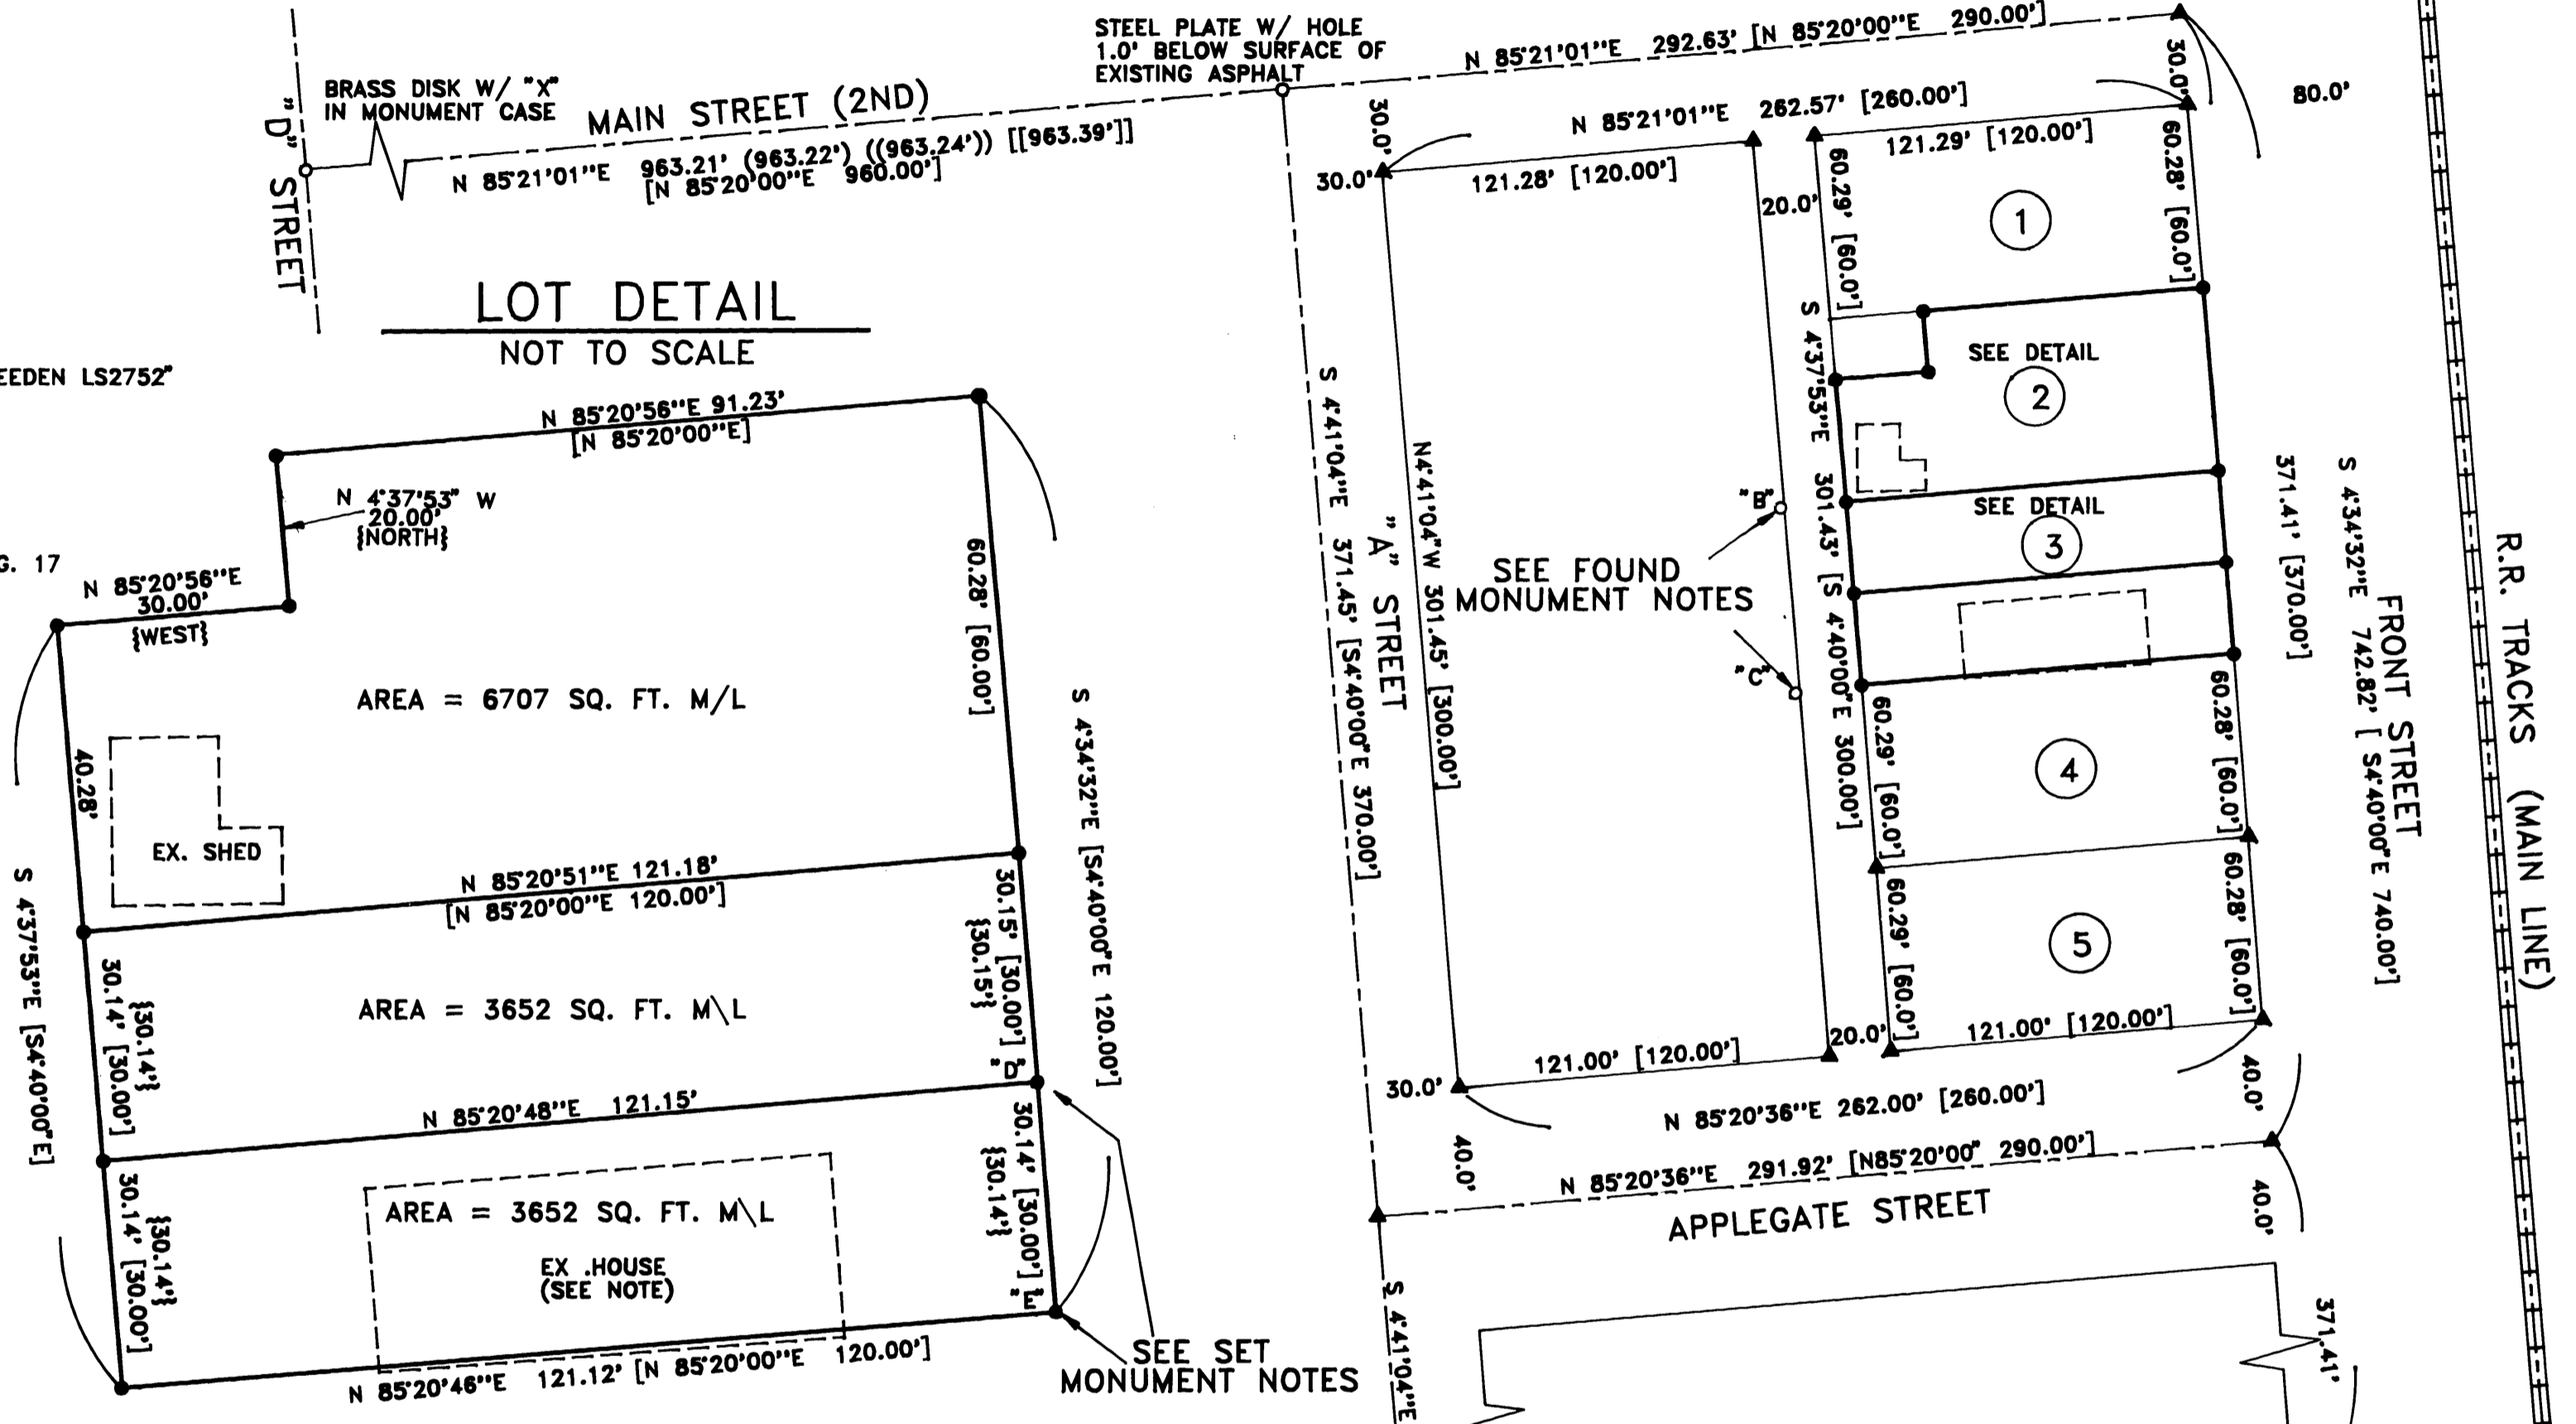 STEEL PLATE W/ HOLE
1.0' BELOW SURFACE OF
EXISTING ASPHALT
BRASS DISK W/ "X"
IN MONUMENT CASE
"D" STREET
MAIN STREET (2ND)
N 85°21'01"E 963.21' (963.22') ((963.24')) [[963.39']]
[N 85°20'00"E 960.00']
N 85°21'01"E 292.63' [N 85°20'00"E 290.00']
30.0'
80.0'
N 85°21'01"E 262.57' [260.00']
30.0'
30.0'
121.28' [120.00']
121.29' [120.00']
20.0'
60.29' [60.0']
60.28' [60.0']
1
LOT DETAIL
NOT TO SCALE
EEDEN LS2752"
G. 17
N 85°20'56"E 91.23'
[N 85°20'00"E]
N 4°37'53" W
20.00'
{NORTH}
N 85°20'56"E
30.00'
{WEST}
60.28' [60.00']
AREA = 6707 SQ. FT. M/L
40.28'
EX. SHED
S 4°37'53"E [S4°40'00"E]
S 4°34'32"E [S4°40'00"E 120.00']
N 85°20'51"E 121.18'
[N 85°20'00"E 120.00']
30.14' [30.00']
{30.14'}
30.15' [30.00']
{30.15'}
"D"
AREA = 3652 SQ. FT. M\L
N 85°20'48"E 121.15'
30.14' [30.00']
{30.14'}
30.14' [30.00']
{30.14'}
"E"
AREA = 3652 SQ. FT. M\L
EX .HOUSE
(SEE NOTE)
N 85°20'46"E 121.12' [N 85°20'00"E 120.00']
SEE SET
MONUMENT NOTES
S 4°41'04"E 371.45' [S4°40'00"E 370.00']
"A" STREET
N4°41'04"W 301.45' [300.00']
"B"
SEE FOUND
MONUMENT NOTES
"C"
S 4°37'53"E 301.43' [S 4°40'00"E 300.00']
SEE DETAIL
2
SEE DETAIL
3
60.29' [60.0']
60.28' [60.0']
4
60.29' [60.0']
60.28' [60.0']
5
371.41' [370.00']
S 4°34'32"E 742.82' [ S4°40'00"E 740.00']
FRONT STREET
R.R. TRACKS (MAIN LINE)
121.00' [120.00']
20.0'
121.00' [120.00']
30.0'
40.0'
N 85°20'36"E 262.00' [260.00']
40.0'
N 85°20'36"E 291.92' [N85°20'00" 290.00']
APPLEGATE STREET
40.0'
S 4°41'04"E
371.41'